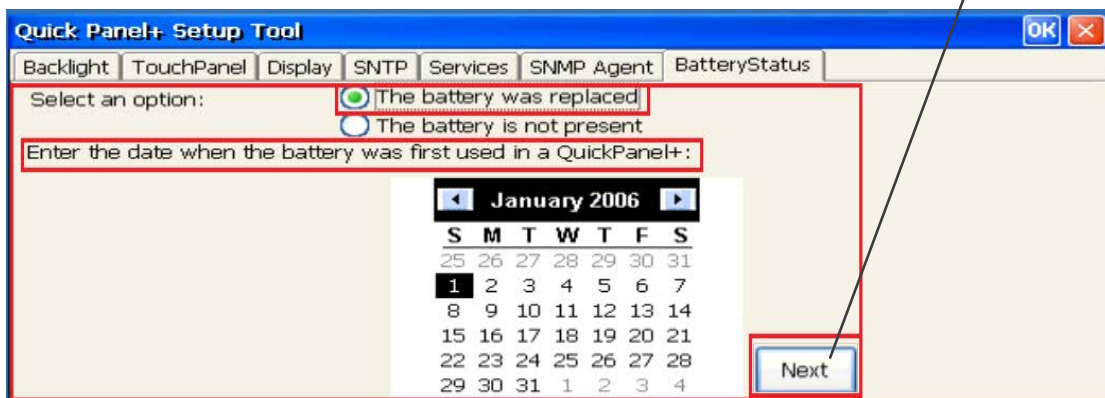 Quick Panel+ Setup Tool OK
Backlight TouchPanel Display SNTP Services SNMP Agent BatteryStatus
Select an option: The battery was replaced
The battery is not present
Enter the date when the battery was first used in a QuickPanel+:
January 2006
S M T W T F S
25 26 27 28 29 30 31
1 2 3 4 5 6 7
8 9 10 11 12 13 14
15 16 17 18 19 20 21
22 23 24 25 26 27 28
29 30 31 1 2 3 4
Next